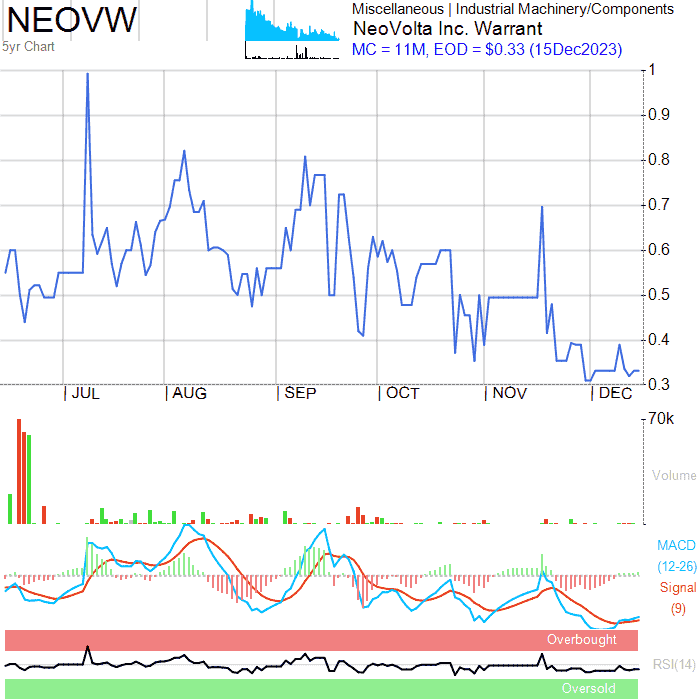 NEOVW
5yr Chart
Miscellaneous | Industrial Machinery/Components
NeoVolta Inc. Warrant
MC = 11M, EOD = $0.33 (15Dec2023)
1
0.9
0.8
0.7
0.6
0.5
0.4
0.3
| JUL | AUG | SEP | OCT | NOV | DEC
70k
Volume
MACD
(12-26)
Signal
(9)
Overbought
RSI(14)
Oversold